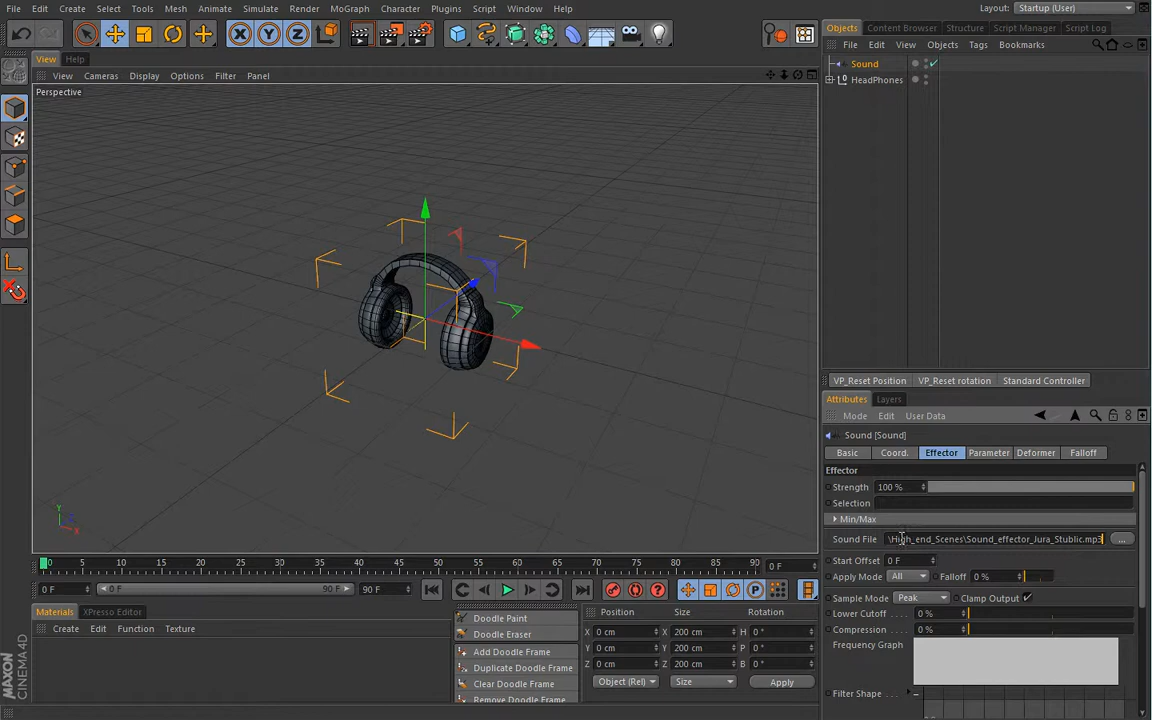 File Edit Create Select Tools Mesh Animate Simulate Render MoGraph Character Plugins Script Window Help
Layout: Startup (User)
X Y Z
Objects Content Browser Structure Script Manager Script Log
File Edit View Objects Tags Bookmarks
Sound
HeadPhones
View Help
View Cameras Display Options Filter Panel
Perspective
Y
X
VP_Reset Position VP_Reset rotation Standard Controller
Attributes Layers
Mode Edit User Data
Sound [Sound]
Basic Coord. Effector Parameter Deformer Falloff
Effector
Strength 100 %
Selection
Min/Max
Sound File \High_end_Scenes\Sound_effector_Jura_Stublic.mp3 ...
Start Offset 0 F
Apply Mode All Falloff 0 %
Sample Mode Peak Clamp Output
Lower Cutoff . . . . 0 %
Compression . . . . 0 %
Frequency Graph
Filter Shape . . .
0 5 10 15 20 25 30 35 40 45 50 55 60 65 70 75 80 85 90 0 F
0 F 0 F 90 F 90 F
Materials XPresso Editor
Create Edit Function Texture
Doodle Paint
Doodle Eraser
Add Doodle Frame
Duplicate Doodle Frame
Clear Doodle Frame
Remove Doodle Frame
Position Size Rotation
X 0 cm X 200 cm H 0 °
Y 0 cm Y 200 cm P 0 °
Z 0 cm Z 200 cm B 0 °
Object (Rel) Size Apply
MAXON CINEMA4D